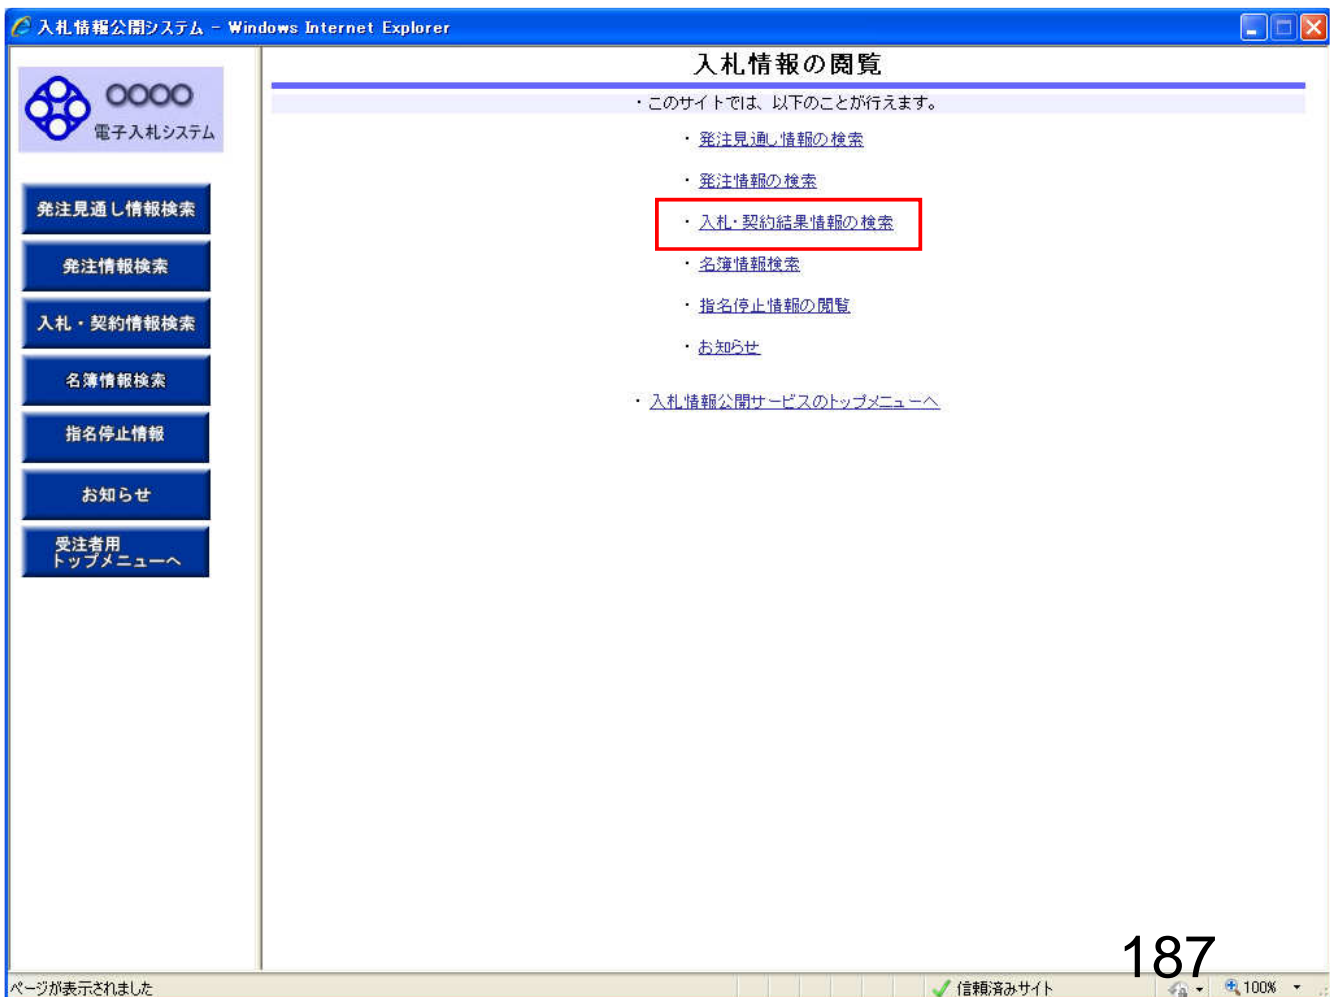 入札情報公開システム - Windows Internet Explorer
〇〇〇〇
電子入札システム
発注見通し情報検索
発注情報検索
入札・契約情報検索
名簿情報検索
指名停止情報
お知らせ
受注者用
トップメニューへ
入札情報の閲覧
・このサイトでは、以下のことが行えます。
・ 発注見通し情報の検索
・ 発注情報の検索
・ 入札・契約結果情報の検索
・ 名簿情報検索
・ 指名停止情報の閲覧
・ お知らせ
・ 入札情報公開サービスのトップメニューへ
187
ページが表示されました
信頼済みサイト
100%